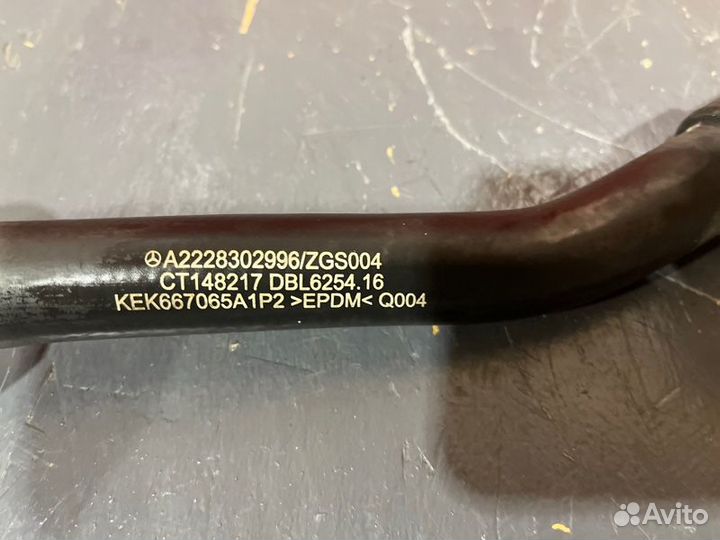 A2228302996/ZGS004
CT148217 DBL6254.16
KEK667065A1P2 >EPDM< Q004
Avito